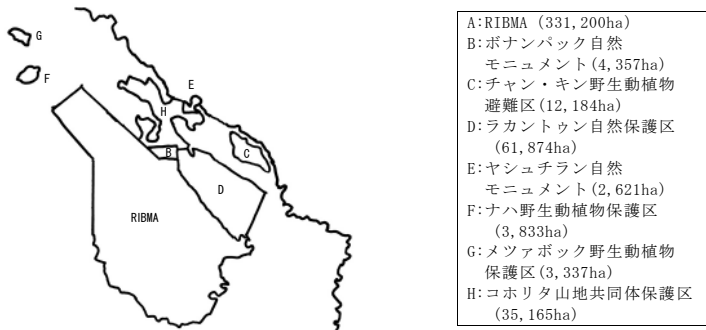 G
F
E
H
B
C
D
RIBMA
A:RIBMA (331,200ha)
B:ボナンパック自然
モニュメント(4,357ha)
C:チャン・キン野生動植物
避難区(12,184ha)
D:ラカントゥン自然保護区
(61,874ha)
E:ヤシュチラン自然
モニュメント(2,621ha)
F:ナハ野生動植物保護区
(3,833ha)
G:メツァボック野生動植物
保護区(3,337ha)
H:コホリタ山地共同体保護区
(35,165ha)